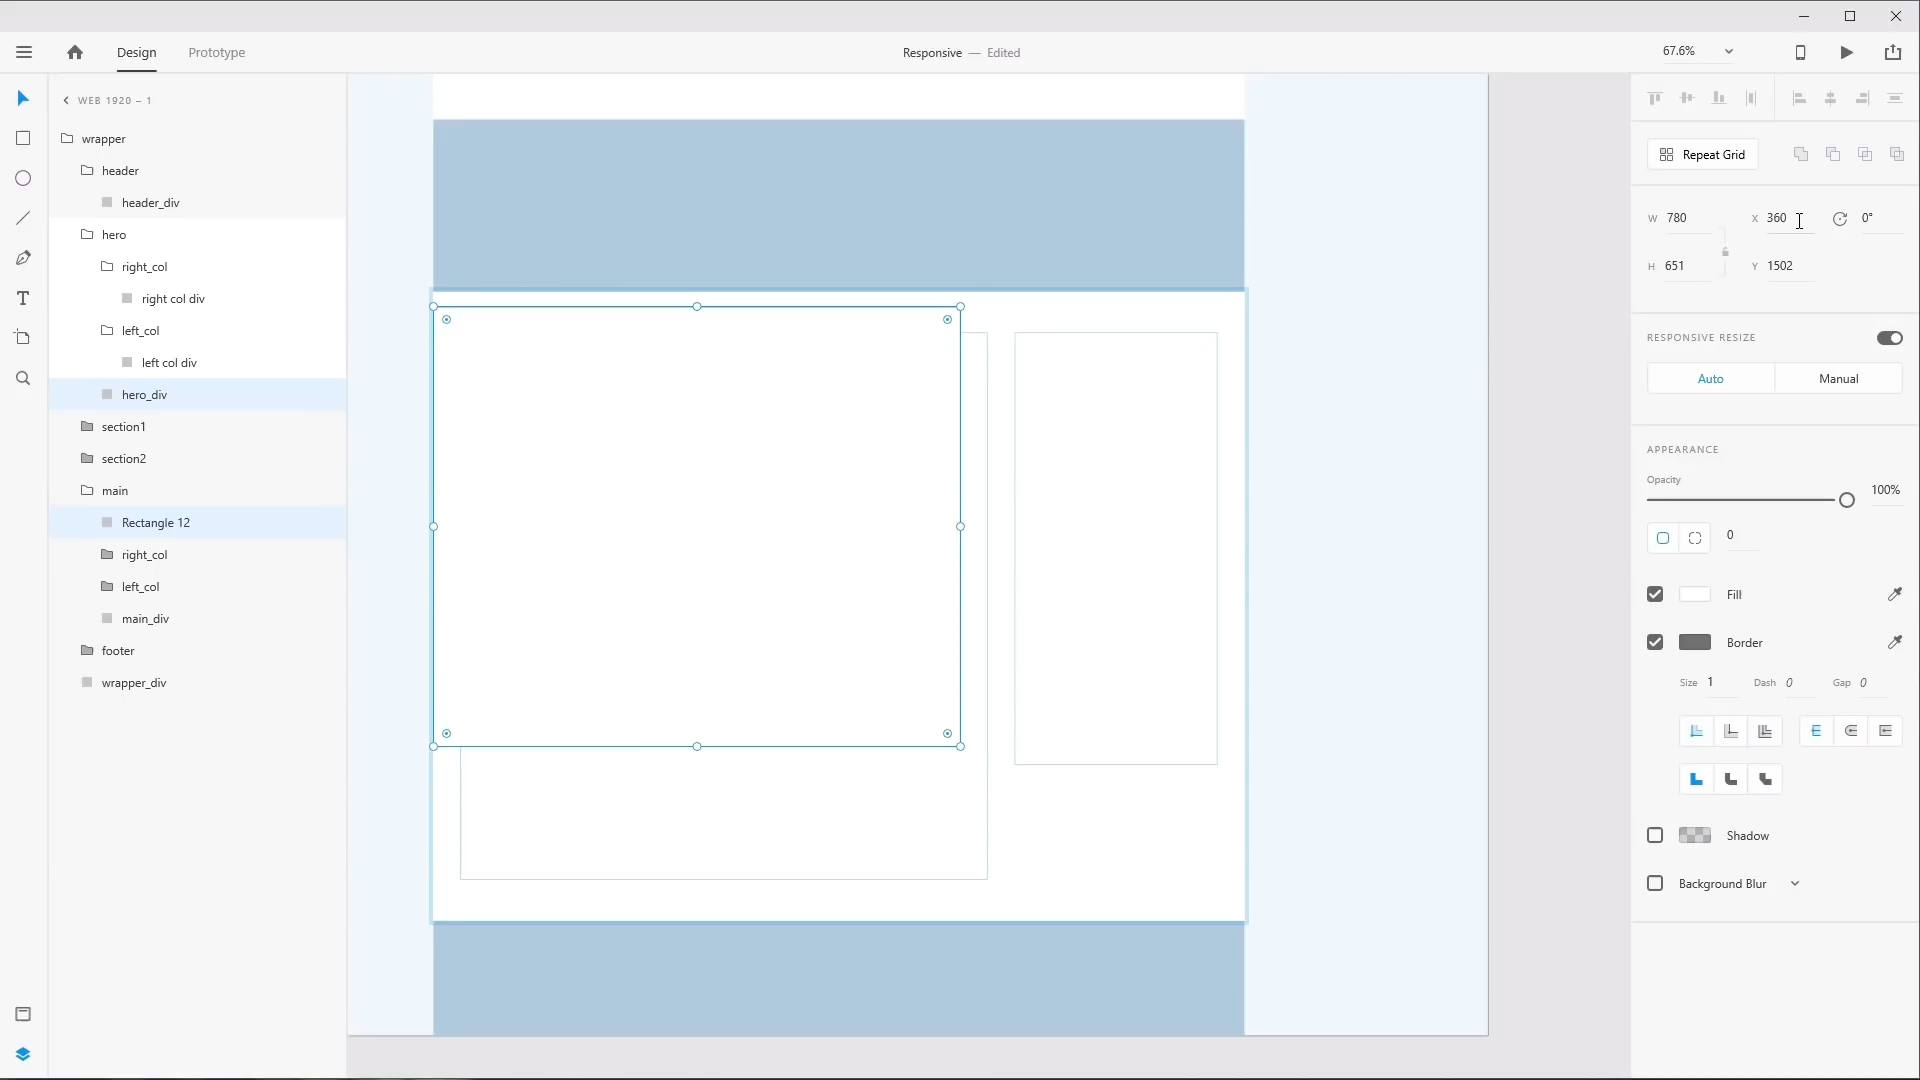 Design
Prototype
Responsive — Edited
67.6%
WEB 1920 – 1
wrapper
header
header_div
hero
right_col
right col div
left_col
left col div
hero_div
section1
section2
main
Rectangle 12
right_col
left_col
main_div
footer
wrapper_div
Repeat Grid
W 780
X 360
0°
H 651
Y 1502
RESPONSIVE RESIZE
Auto
Manual
APPEARANCE
Opacity
100%
0
Fill
Border
Size 1
Dash 0
Gap 0
Shadow
Background Blur